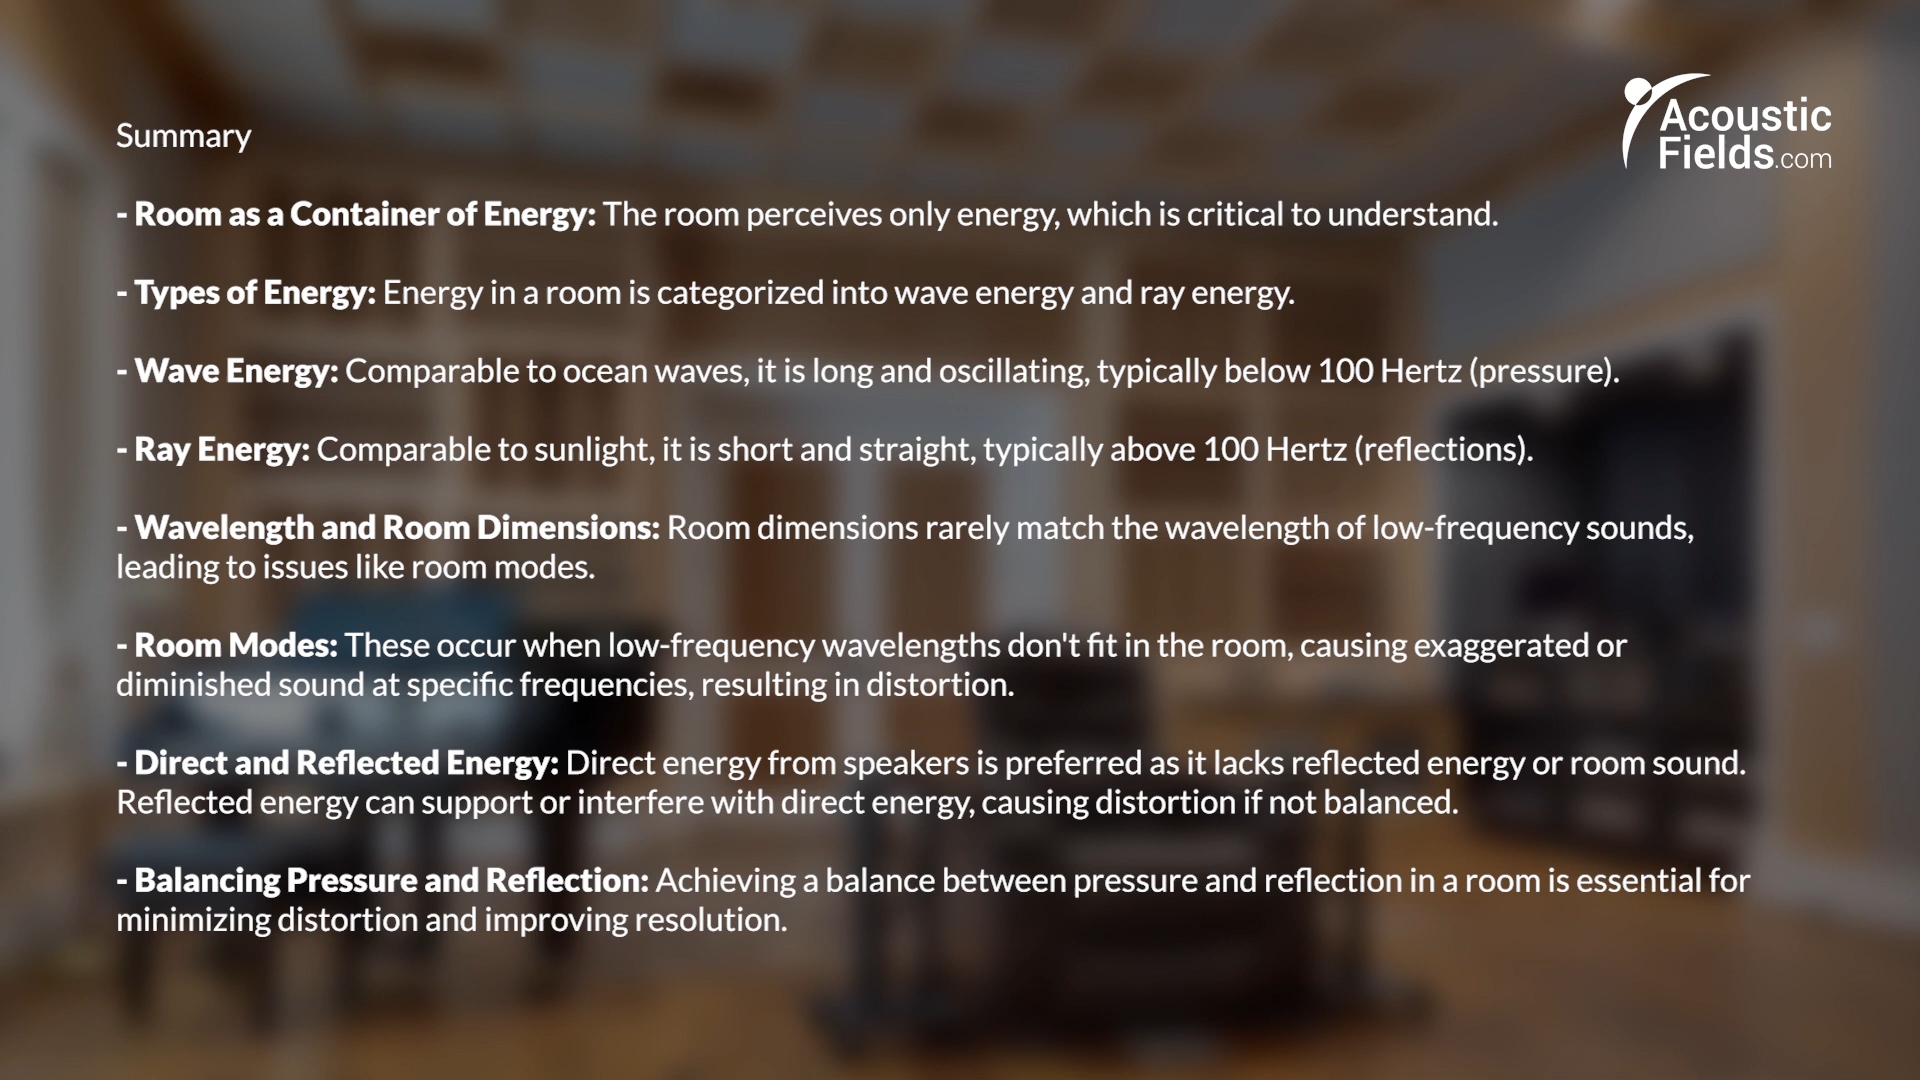 Acoustic
Fields.com
Summary
- Room as a Container of Energy: The room perceives only energy, which is critical to understand.
- Types of Energy: Energy in a room is categorized into wave energy and ray energy.
- Wave Energy: Comparable to ocean waves, it is long and oscillating, typically below 100 Hertz (pressure).
- Ray Energy: Comparable to sunlight, it is short and straight, typically above 100 Hertz (reflections).
- Wavelength and Room Dimensions: Room dimensions rarely match the wavelength of low-frequency sounds,
leading to issues like room modes.
- Room Modes: These occur when low-frequency wavelengths don't fit in the room, causing exaggerated or
diminished sound at specific frequencies, resulting in distortion.
- Direct and Reflected Energy: Direct energy from speakers is preferred as it lacks reflected energy or room sound.
Reflected energy can support or interfere with direct energy, causing distortion if not balanced.
- Balancing Pressure and Reflection: Achieving a balance between pressure and reflection in a room is essential for
minimizing distortion and improving resolution.